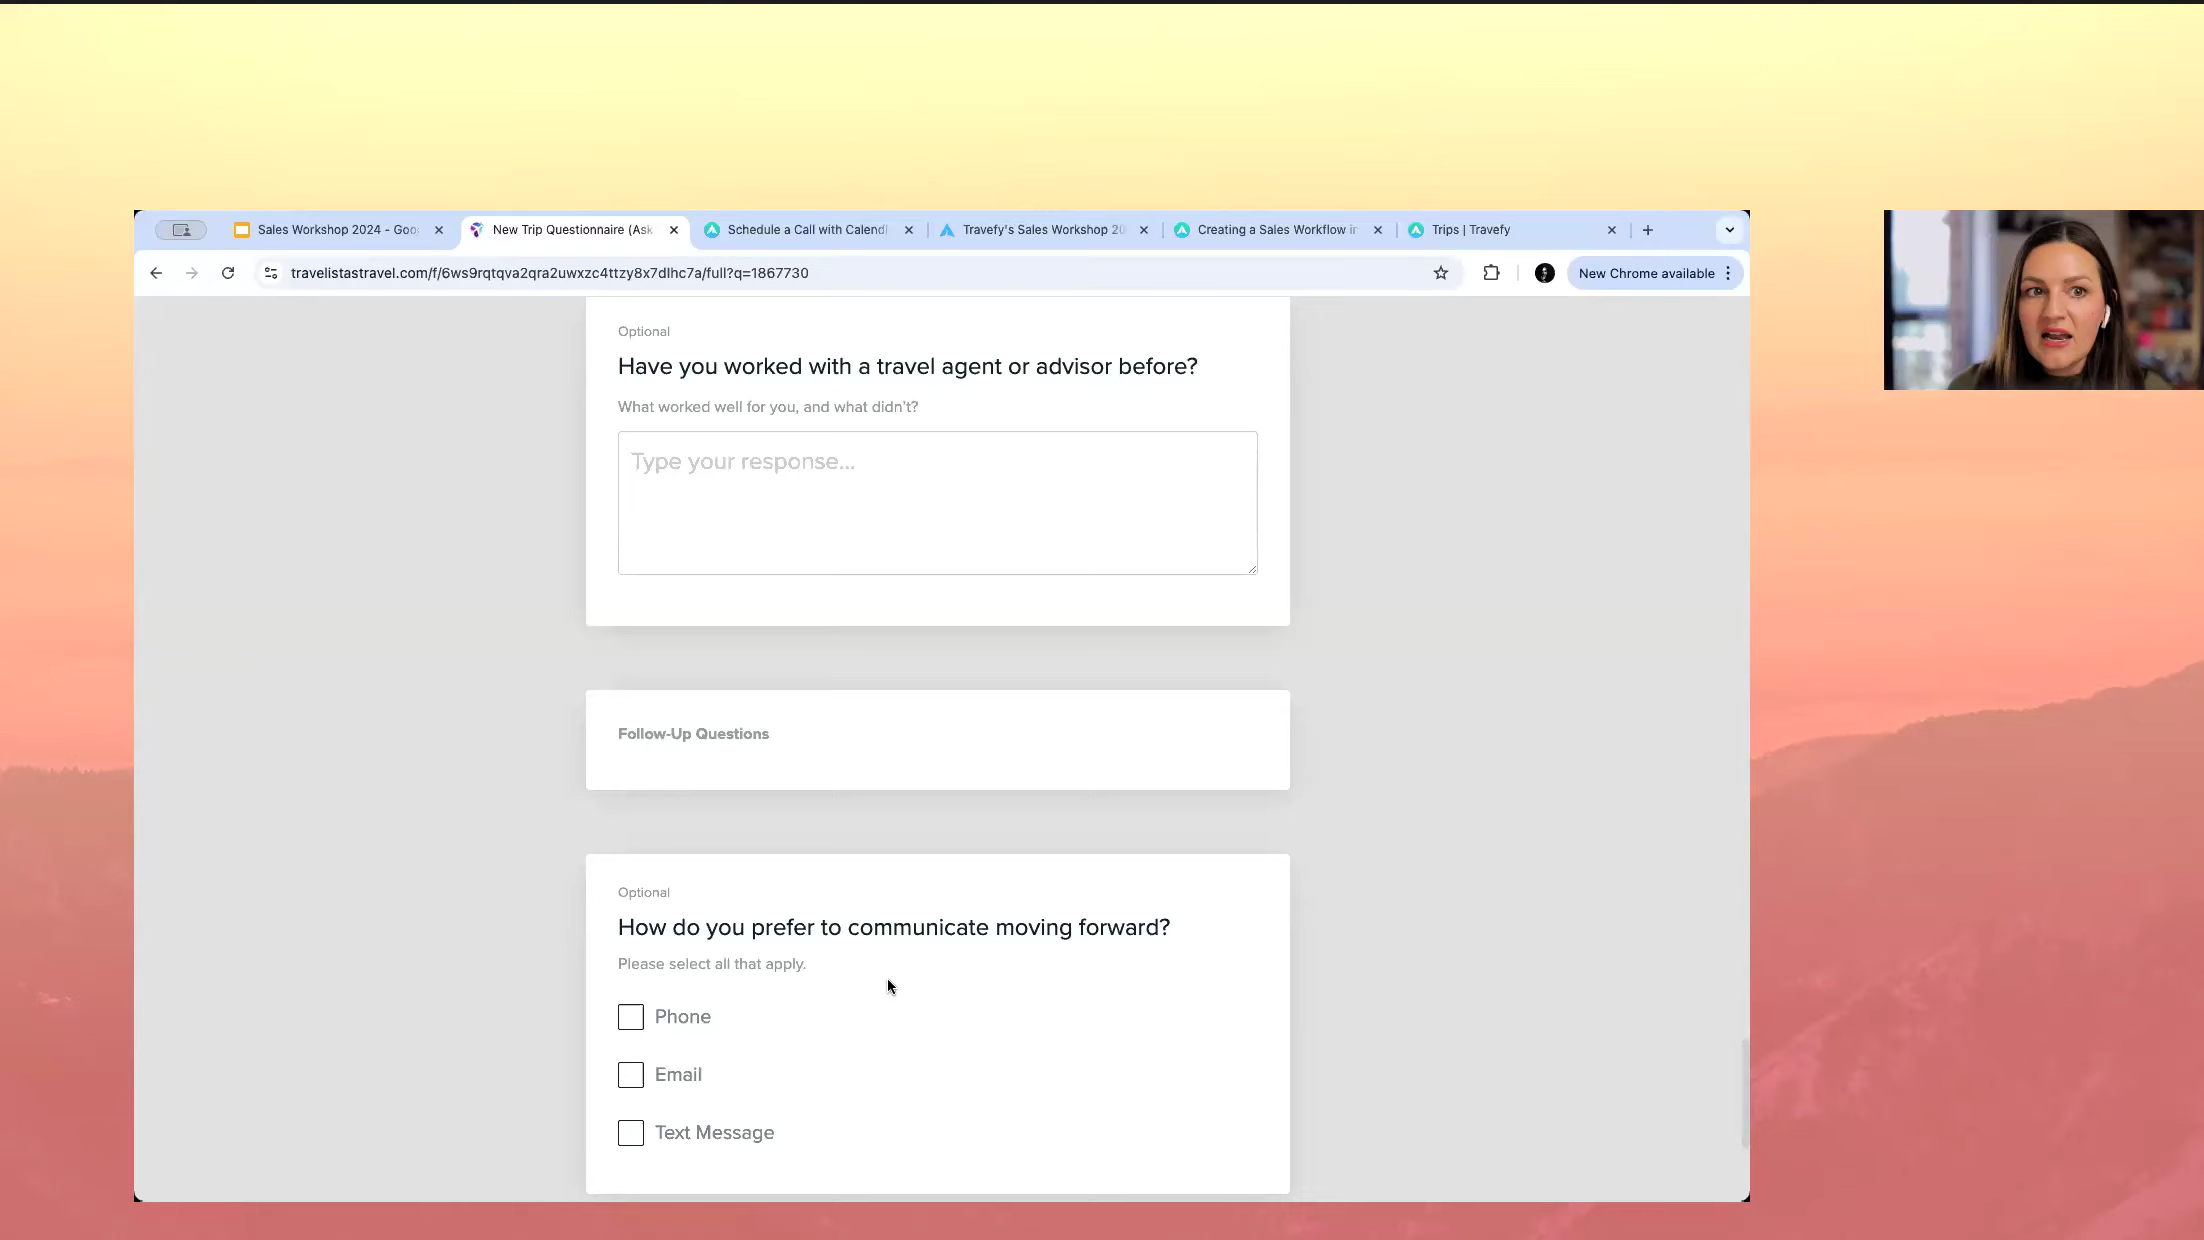 Sales Workshop 2024 - Goo
New Trip Questionnaire (Ask
Schedule a Call with Calend
Travefy's Sales Workshop 20
Creating a Sales Workflow in
Trips | Travefy
travelistastravel.com/f/6ws9rqtqva2qra2uwxzc4ttzy8x7dlhc7a/full?q=1867730
New Chrome available
Optional
Have you worked with a travel agent or advisor before?
What worked well for you, and what didn't?
Type your response...
Follow-Up Questions
Optional
How do you prefer to communicate moving forward?
Please select all that apply.
Phone
Email
Text Message